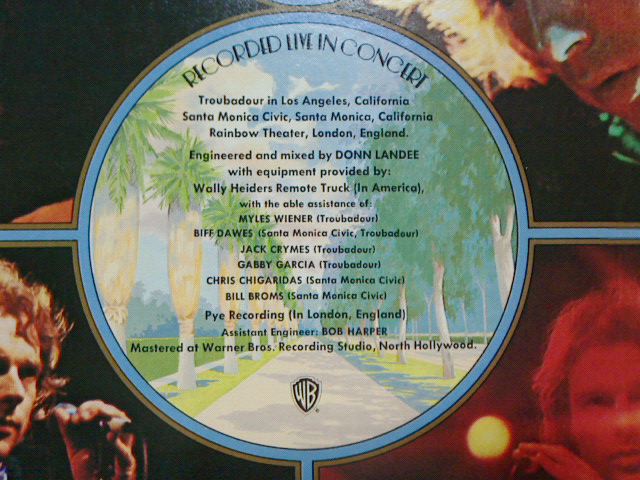 RECORDED LIVE IN CONCERT
Troubadour in Los Angeles, California
Santa Monica Civic, Santa Monica, California
Rainbow Theater, London, England.
Engineered and mixed by DONN LANDEE
with equipment provided by:
Wally Heiders Remote Truck (In America),
with the able assistance of:
MYLES WIENER (Troubadour)
BIFF DAWES (Santa Monica Civic, Troubadour)
JACK CRYMES (Troubadour)
GABBY GARCIA (Troubadour)
CHRIS CHIGARIDAS (Santa Monica Civic)
BILL BROMS (Santa Monica Civic)
Pye Recording (In London, England)
Assistant Engineer: BOB HARPER
Mastered at Warner Bros. Recording Studio, North Hollywood.
WB®